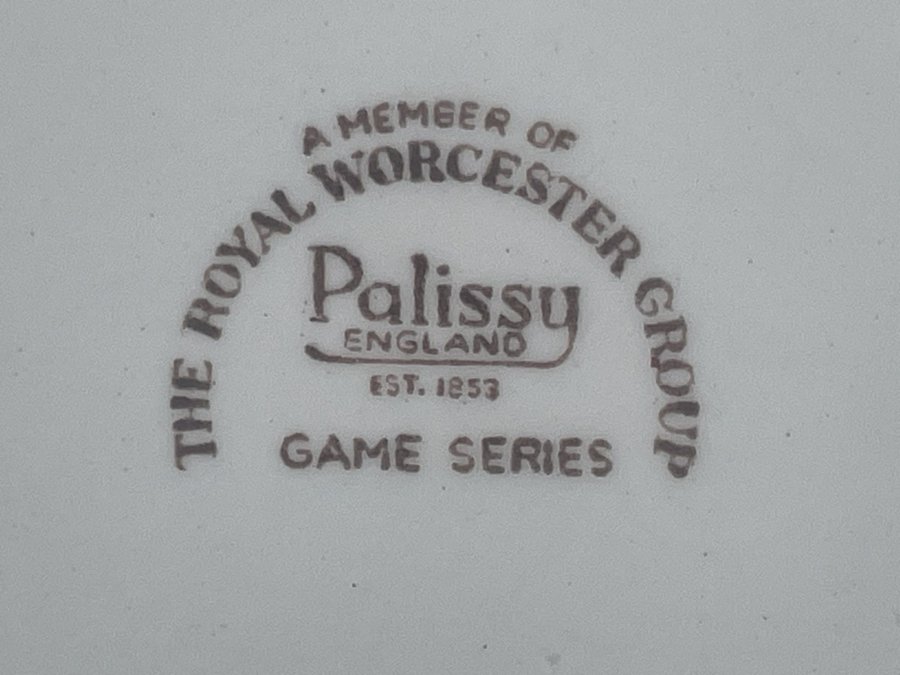 A MEMBER OF
THE ROYAL WORCESTER GROUP
Palissy
ENGLAND
EST. 1853
GAME SERIES